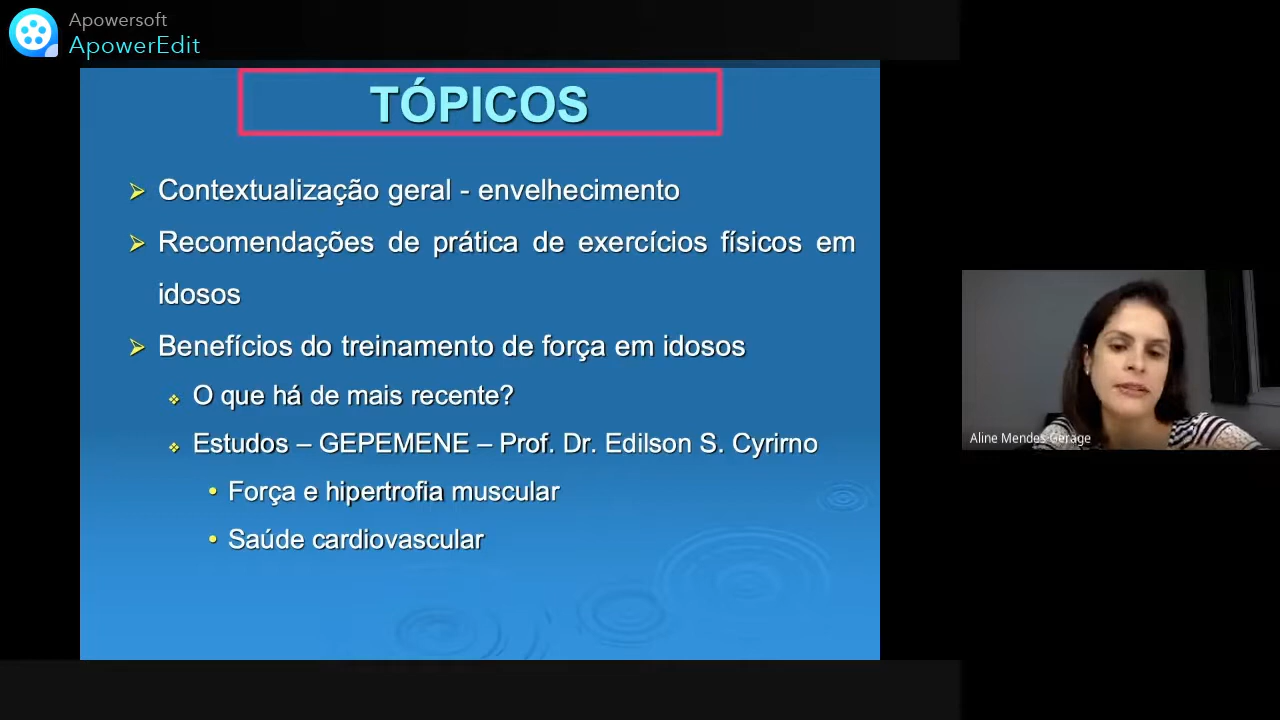 Apowersoft
ApowerEdit
TÓPICOS
Contextualização geral - envelhecimento
Recomendações de prática de exercícios físicos em
idosos
Benefícios do treinamento de força em idosos
O que há de mais recente?
Estudos – GEPEMENE – Prof. Dr. Edilson S. Cyrirno
Força e hipertrofia muscular
Saúde cardiovascular
Aline Mendes Gerage